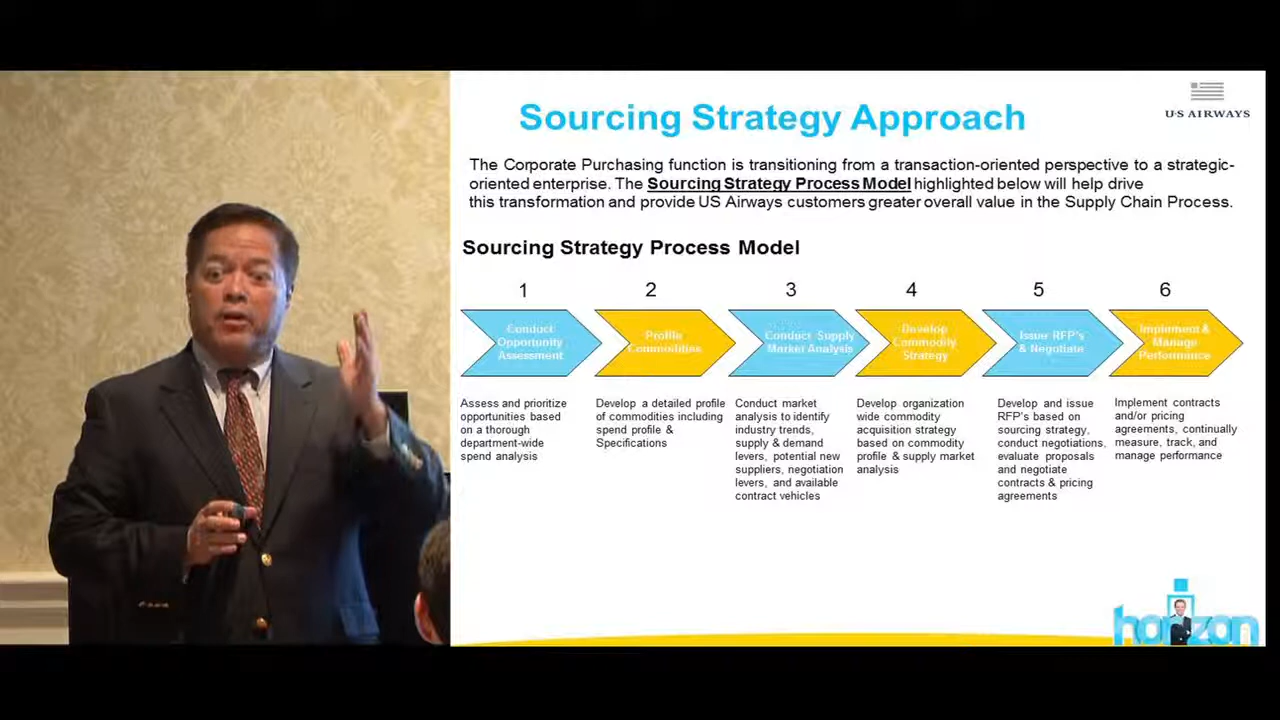 Sourcing Strategy Approach
U·S AIRWAYS
The Corporate Purchasing function is transitioning from a transaction-oriented perspective to a strategic-
oriented enterprise. The Sourcing Strategy Process Model highlighted below will help drive
this transformation and provide US Airways customers greater overall value in the Supply Chain Process.
Sourcing Strategy Process Model
1
2
3
4
5
6
Conduct
Opportunity
Assessment
Profile
Commodities
Conduct Supply
Market Analysis
Develop
Commodity
Strategy
Issue RFP's
& Negotiate
Implement &
Manage
Performance
Assess and prioritize
opportunities based
on a thorough
department-wide
spend analysis
Develop a detailed profile
of commodities including
spend profile &
Specifications
Conduct market
analysis to identify
industry trends,
supply & demand
levers, potential new
suppliers, negotiation
levers, and available
contract vehicles
Develop organization
wide commodity
acquisition strategy
based on commodity
profile & supply market
analysis
Develop and issue
RFP's based on
sourcing strategy,
conduct negotiations,
evaluate proposals
and negotiate
contracts & pricing
agreements
Implement contracts
and/or pricing
agreements, continually
measure, track, and
manage performance
horizon